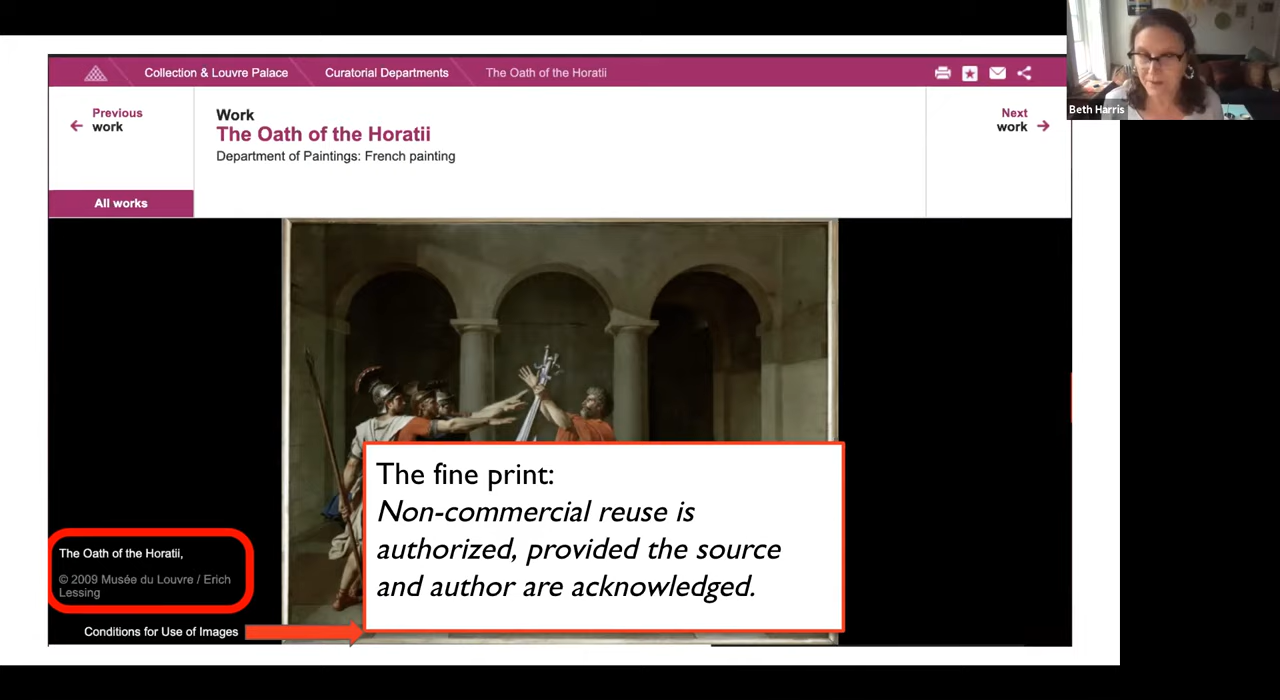 Collection & Louvre Palace Curatorial Departments The Oath of the Horatii
Beth Harris
Previous
work
Work
The Oath of the Horatii
Department of Paintings: French painting
Next
work
All works
The fine print:
Non-commercial reuse is
authorized, provided the source
and author are acknowledged.
The Oath of the Horatii,
© 2009 Musée du Louvre / Erich
Lessing
Conditions for Use of Images